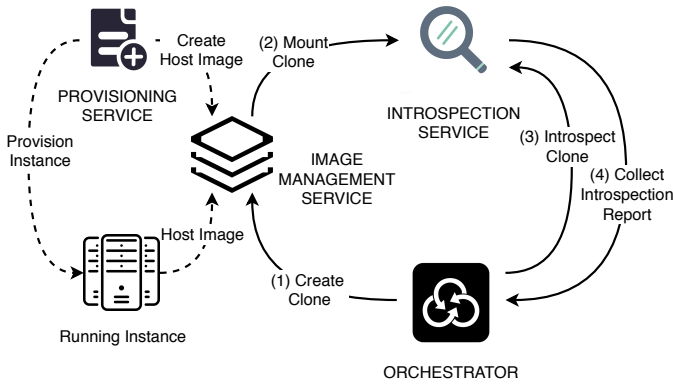 Create
Host Image
(2) Mount
Clone
PROVISIONING
SERVICE
INTROSPECTION
SERVICE
Provision
Instance
(3) Introspect
Clone
IMAGE
MANAGEMENT
SERVICE
(4) Collect
Introspection
Report
Host Image
(1) Create
Clone
Running Instance
ORCHESTRATOR